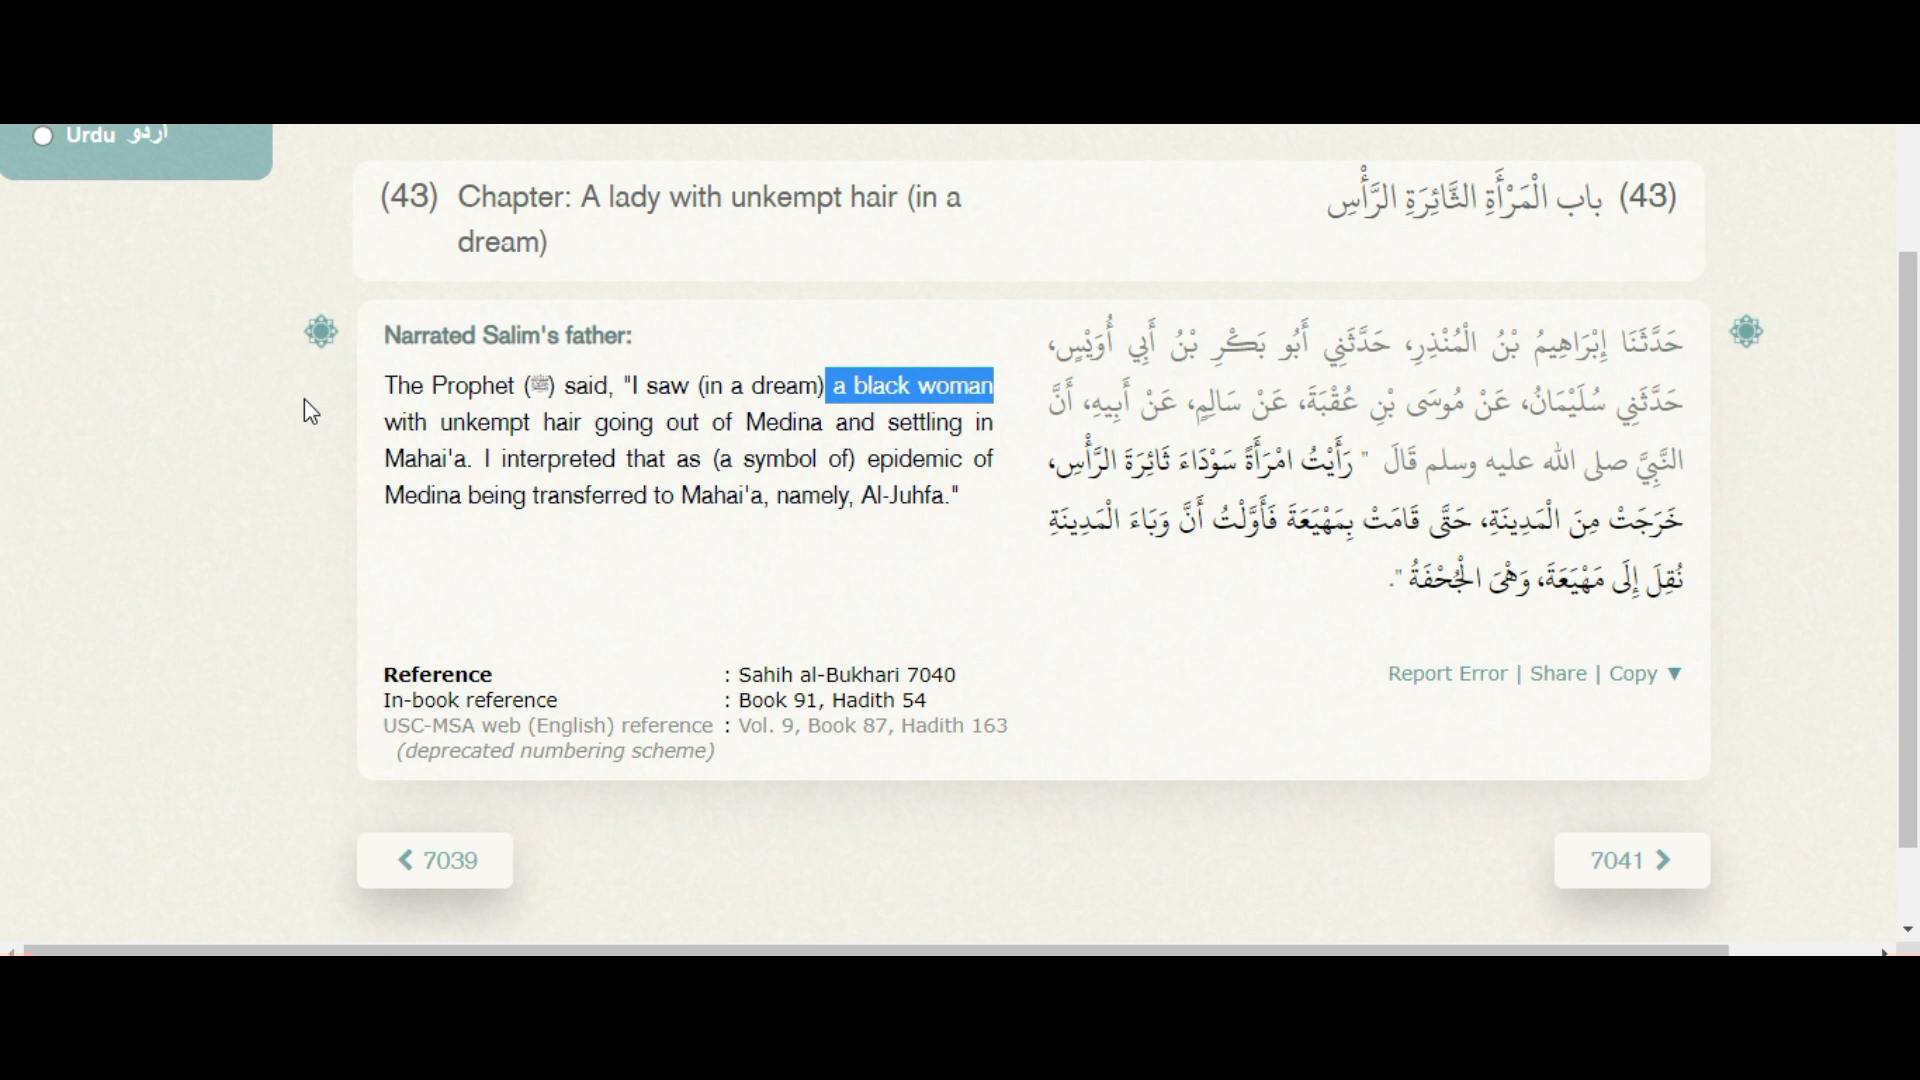 Urdu اردو
(43) Chapter: A lady with unkempt hair (in a
dream)
(43) باب الْمَرْأَةِ الثَّائِرَةِ الرَّأْسِ
Narrated Salim's father:
The Prophet (ﷺ) said, "I saw (in a dream) a black woman
with unkempt hair going out of Medina and settling in
Mahai'a. I interpreted that as (a symbol of) epidemic of
Medina being transferred to Mahai'a, namely, Al-Juhfa."
حَدَّثَنَا إِبْرَاهِيمُ بْنُ الْمُنْذِرِ، حَدَّثَنِي أَبُو بَكْرِ بْنُ أَبِي أُوَيْسٍ،
حَدَّثَنِي سُلَيْمَانُ، عَنْ مُوسَى بْنِ عُقْبَةَ، عَنْ سَالِمٍ، عَنْ أَبِيهِ، أَنَّ
النَّبِيَّ صلى الله عليه وسلم قَالَ " رَأَيْتُ امْرَأَةً سَوْدَاءَ ثَائِرَةَ الرَّأْسِ،
خَرَجَتْ مِنَ الْمَدِينَةِ، حَتَّى قَامَتْ بِمَهْيَعَةَ فَأَوَّلْتُ أَنَّ وَبَاءَ الْمَدِينَةِ
نُقِلَ إِلَى مَهْيَعَةَ، وَهْىَ الْجُحْفَةُ ".
Reference : Sahih al-Bukhari 7040
In-book reference : Book 91, Hadith 54
USC-MSA web (English) reference : Vol. 9, Book 87, Hadith 163
(deprecated numbering scheme)
Report Error | Share | Copy ▼
7039
7041